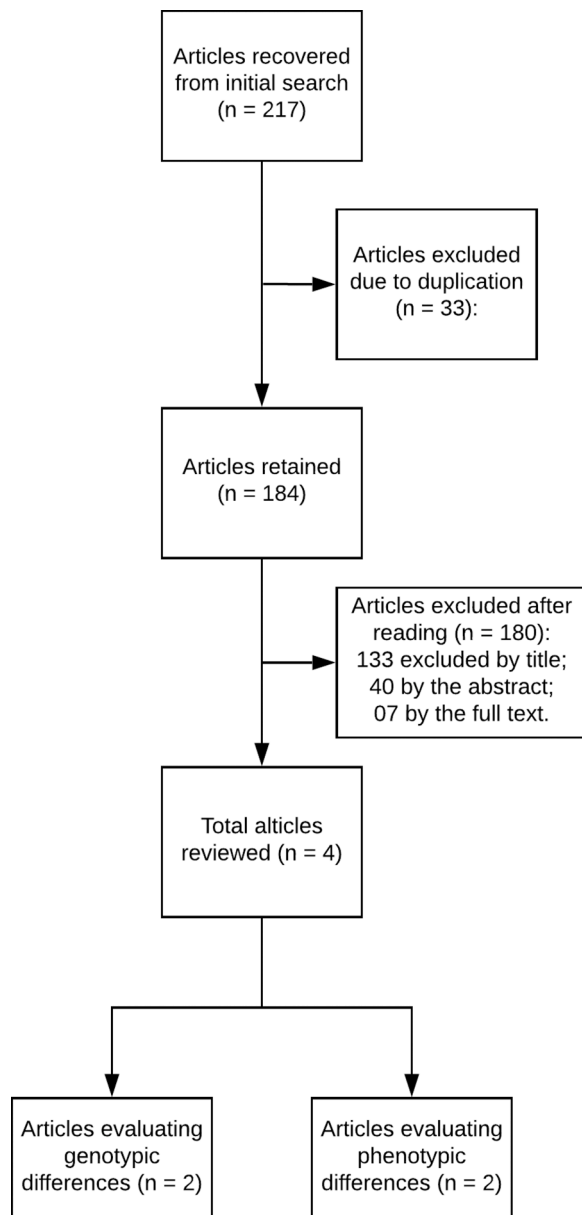 Articles recovered
from initial search
(n = 217)
Articles excluded
due to duplication
(n = 33):
Articles retained
(n = 184)
Articles excluded after
reading (n = 180):
133 excluded by title;
40 by the abstract;
07 by the full text.
Total alticles
reviewed (n = 4)
Articles evaluating
genotypic
differences (n = 2)
Articles evaluating
phenotypic
differences (n = 2)